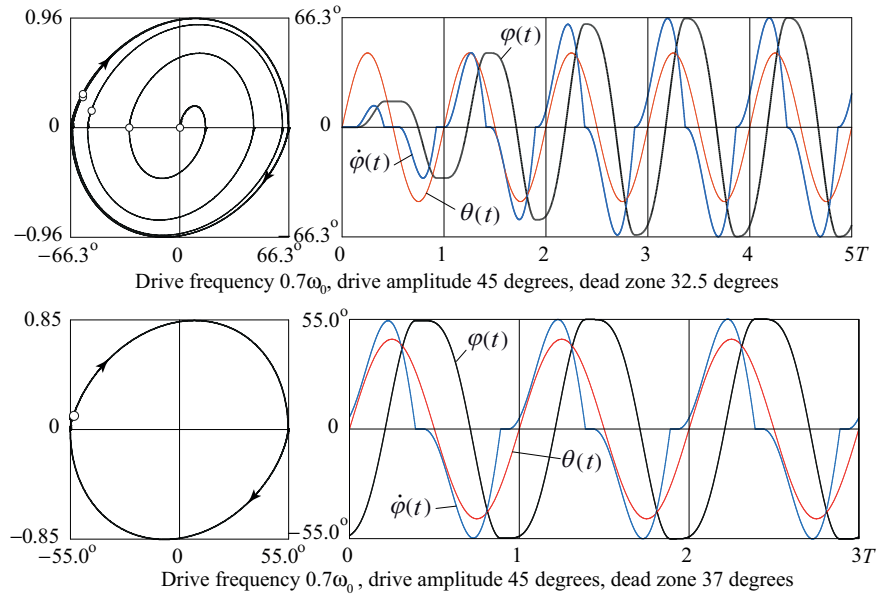 0.96
0
−0.96
−66.3°
0
66.3°
66.3°
0
66.3°
φ(t)
φ̇(t)
θ(t)
0
1
2
3
4
5T
Drive frequency 0.7ω₀, drive amplitude 45 degrees, dead zone 32.5 degrees
0.85
0
−0.85
−55.0°
0
55.0°
55.0°
0
−55.0°
φ(t)
θ(t)
φ̇(t)
0
1
2
3T
Drive frequency 0.7ω₀ , drive amplitude 45 degrees, dead zone 37 degrees